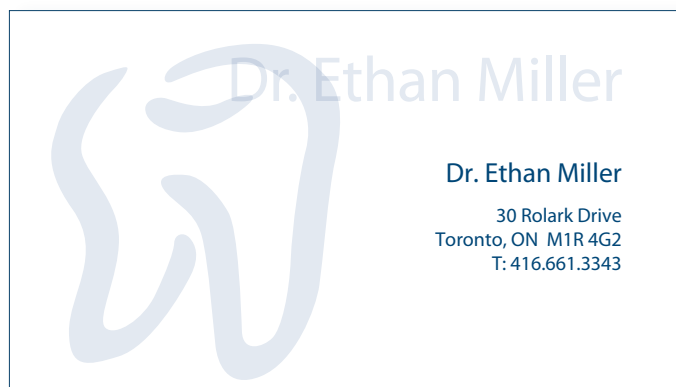 Dr. Ethan Miller
Dr. Ethan Miller
30 Rolark Drive
Toronto, ON  M1R 4G2
T: 416.661.3343